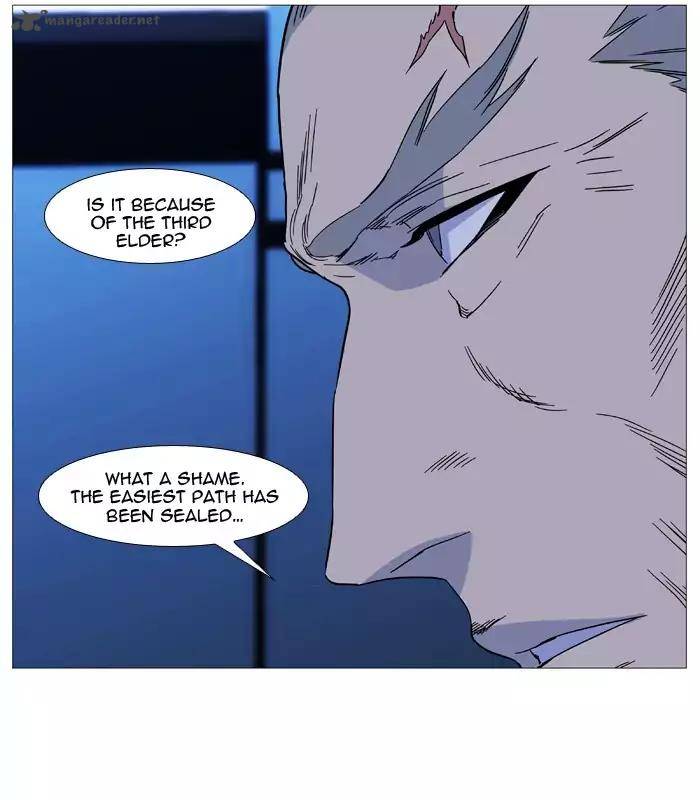 mangareader.net
IS IT BECAUSE
OF THE THIRD
ELDER?
WHAT A SHAME.
THE EASIEST PATH HAS
BEEN SEALED...